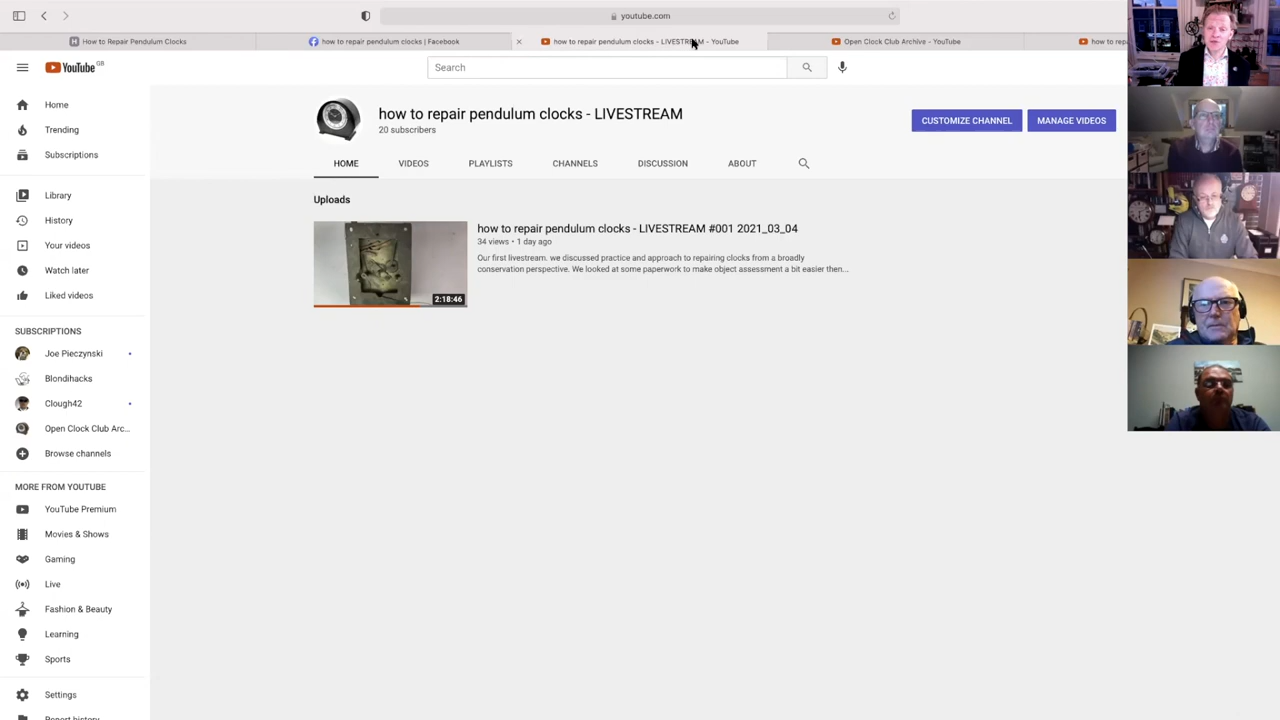 youtube.com
How to Repair Pendulum Clocks
how to repair pendulum clocks | Facebook
how to repair pendulum clocks - LIVESTREAM - YouTube
Open Clock Club Archive - YouTube
how to repa
YouTube GB
Search
Home
Trending
Subscriptions
Library
History
Your videos
Watch later
Liked videos
SUBSCRIPTIONS
Joe Pieczynski
Blondihacks
Clough42
Open Clock Club Arc...
Browse channels
MORE FROM YOUTUBE
YouTube Premium
Movies & Shows
Gaming
Live
Fashion & Beauty
Learning
Sports
Settings
Report history
how to repair pendulum clocks - LIVESTREAM
20 subscribers
CUSTOMIZE CHANNEL
MANAGE VIDEOS
HOME
VIDEOS
PLAYLISTS
CHANNELS
DISCUSSION
ABOUT
Uploads
2:18:46
how to repair pendulum clocks - LIVESTREAM #001 2021_03_04
34 views • 1 day ago
Our first livestream. we discussed practice and approach to repairing clocks from a broadly
conservation perspective. We looked at some paperwork to make object assessment a bit easier then...